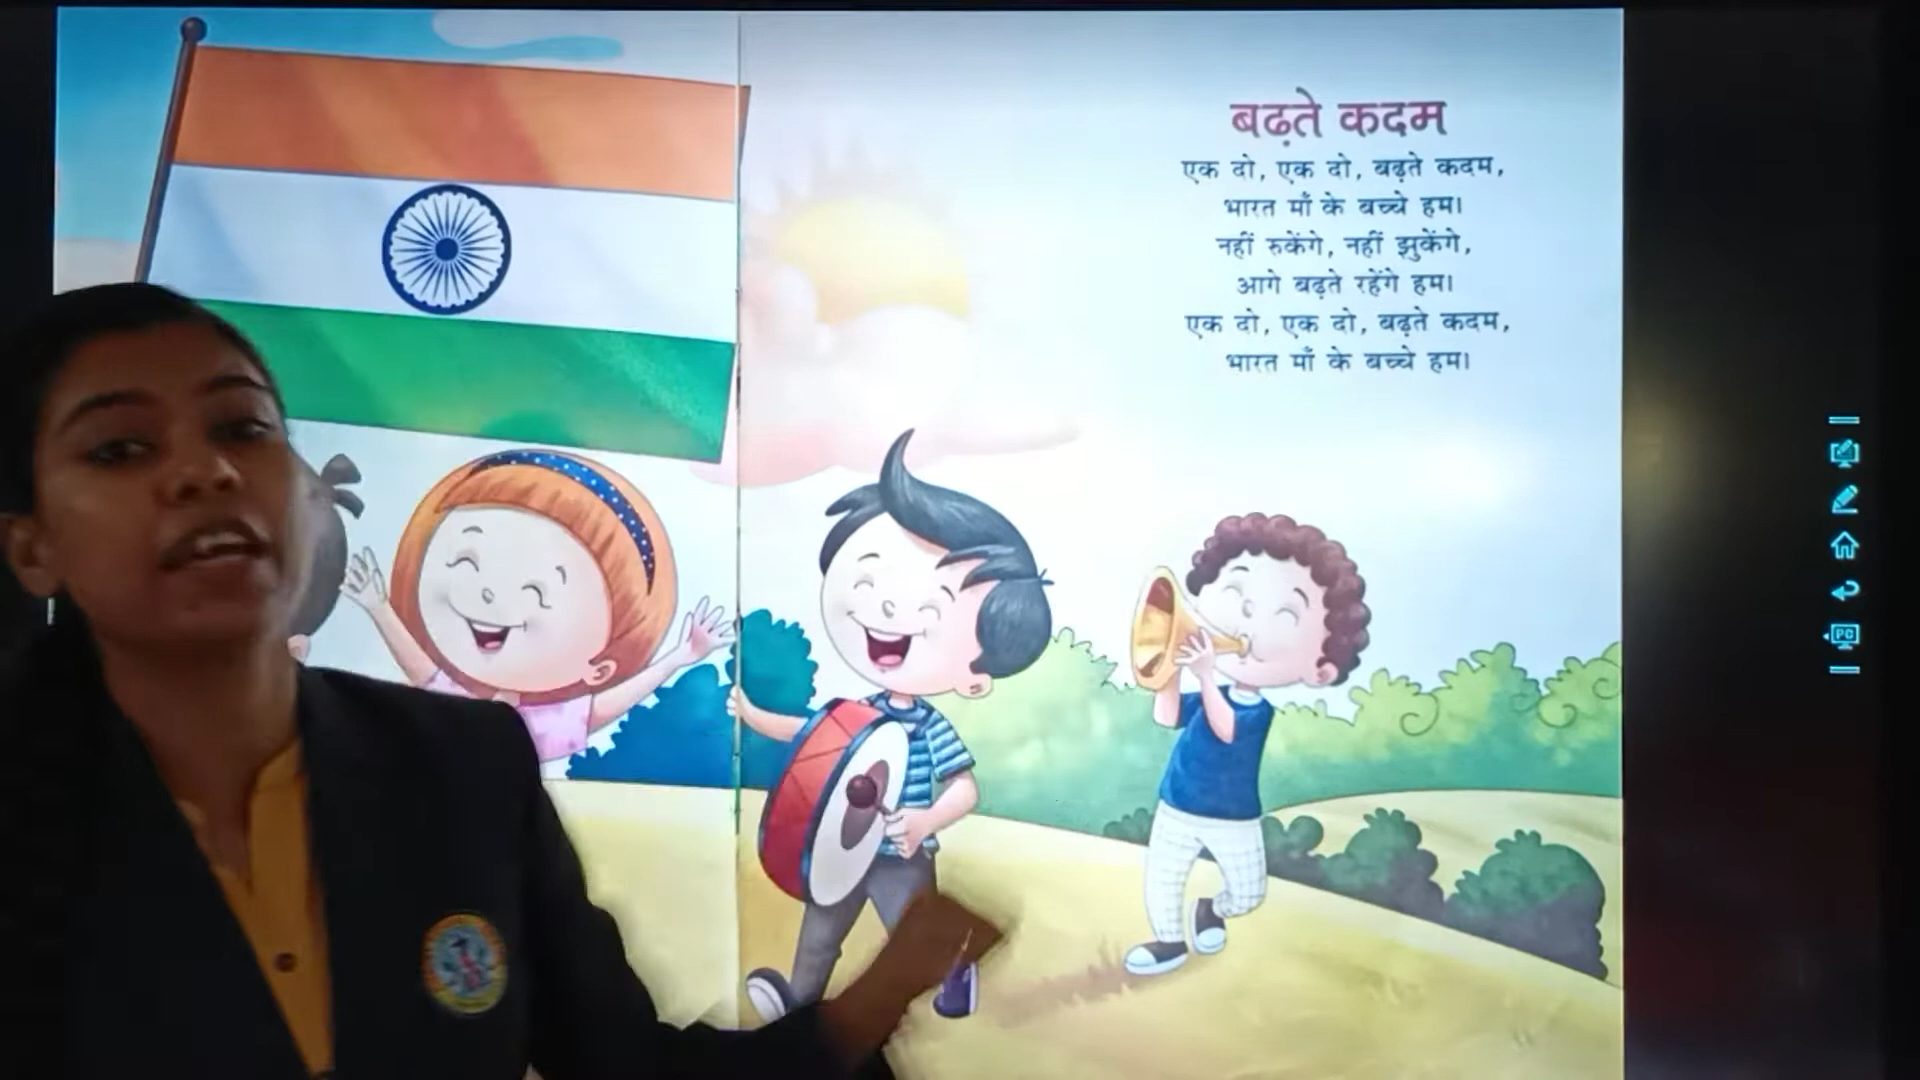 बढ़ते कदम
एक दो, एक दो, बढ़ते कदम,
भारत माँ के बच्चे हम।
नहीं रुकेंगे, नहीं झुकेंगे,
आगे बढ़ते रहेंगे हम।
एक दो, एक दो, बढ़ते कदम,
भारत माँ के बच्चे हम।
PC